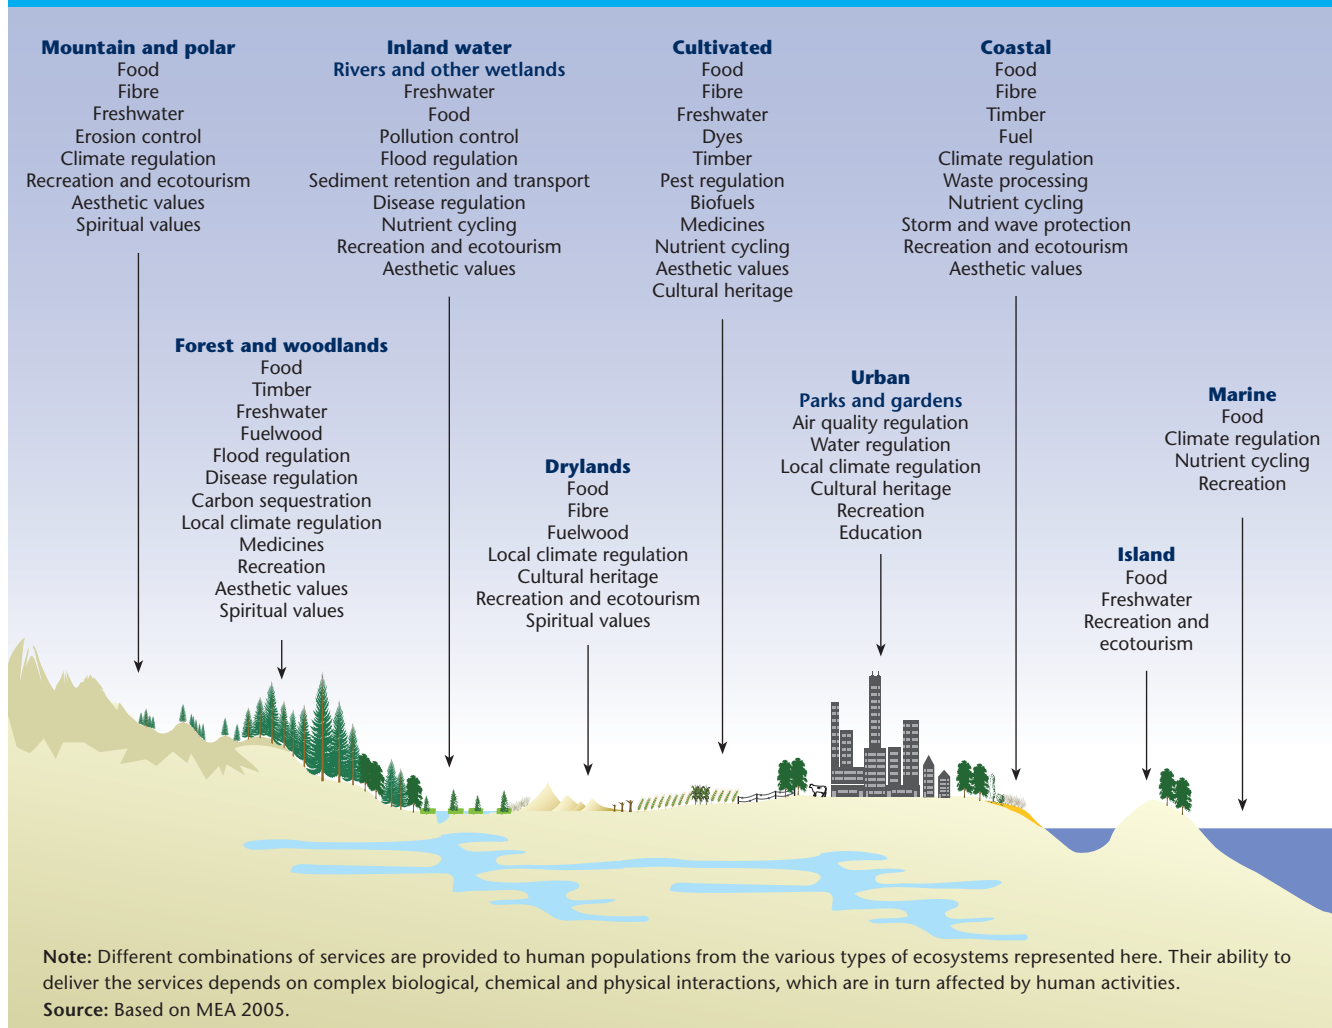 Mountain and polar
Food
Fibre
Freshwater
Erosion control
Climate regulation
Recreation and ecotourism
Aesthetic values
Spiritual values
Inland water
Rivers and other wetlands
Freshwater
Food
Pollution control
Flood regulation
Sediment retention and transport
Disease regulation
Nutrient cycling
Recreation and ecotourism
Aesthetic values
Cultivated
Food
Fibre
Freshwater
Dyes
Timber
Pest regulation
Biofuels
Medicines
Nutrient cycling
Aesthetic values
Cultural heritage
Coastal
Food
Fibre
Timber
Fuel
Climate regulation
Waste processing
Nutrient cycling
Storm and wave protection
Recreation and ecotourism
Aesthetic values
Forest and woodlands
Food
Timber
Freshwater
Fuelwood
Flood regulation
Disease regulation
Carbon sequestration
Local climate regulation
Medicines
Recreation
Aesthetic values
Spiritual values
Drylands
Food
Fibre
Fuelwood
Local climate regulation
Cultural heritage
Recreation and ecotourism
Spiritual values
Urban
Parks and gardens
Air quality regulation
Water regulation
Local climate regulation
Cultural heritage
Recreation
Education
Marine
Food
Climate regulation
Nutrient cycling
Recreation
Island
Food
Freshwater
Recreation and
ecotourism
Note: Different combinations of services are provided to human populations from the various types of ecosystems represented here. Their ability to
deliver the services depends on complex biological, chemical and physical interactions, which are in turn affected by human activities.
Source: Based on MEA 2005.